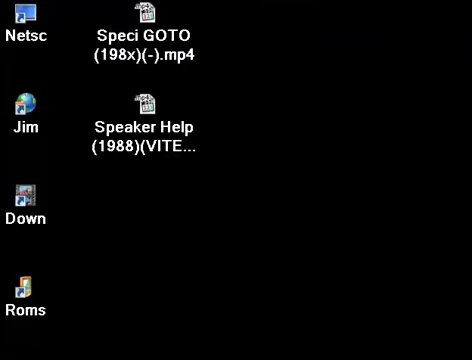 Netsc
Speci GOTO
(198x)(-).mp4
Jim
Speaker Help
(1988)(VITE...
Down
Roms